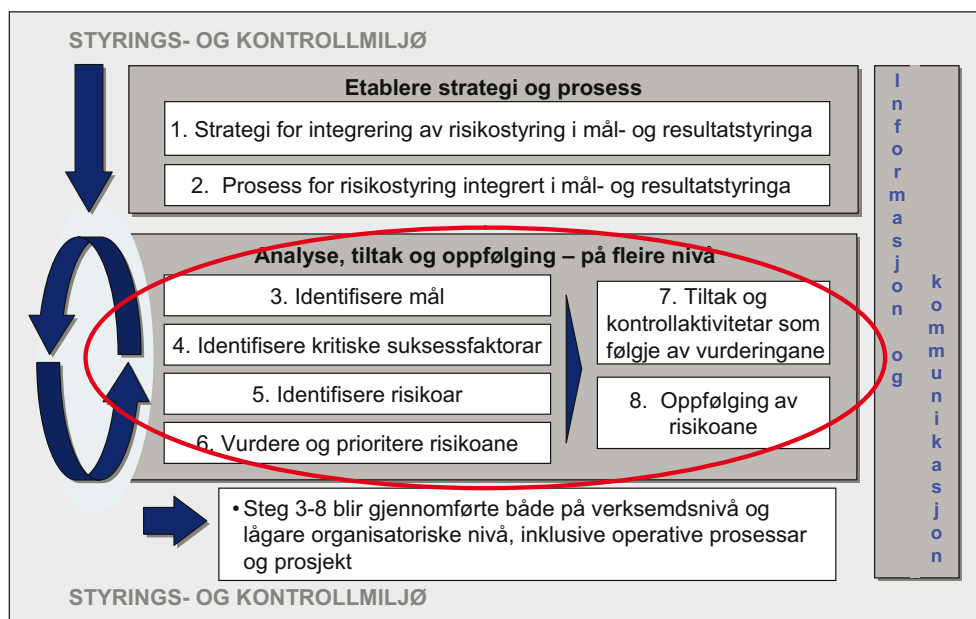 STYRINGS- OG KONTROLLMILJØ
Etablere strategi og prosess
1. Strategi for integrering av risikostyring i mål- og resultatstyringa
2. Prosess for risikostyring integrert i mål- og resultatstyringa
Analyse, tiltak og oppfølging – på fleire nivå
3. Identifisere mål
4. Identifisere kritiske suksessfaktorar
5. Identifisere risikoar
6. Vurdere og prioritere risikoane
7. Tiltak og
kontrollaktivitetar som
følgje av vurderingane
8. Oppfølging av
risikoane
• Steg 3-8 blir gjennomførte både på verksemdsnivå og
lågare organisatoriske nivå, inklusive operative prosessar
og prosjekt
Informasjon og
kommunikasjon
STYRINGS- OG KONTROLLMILJØ